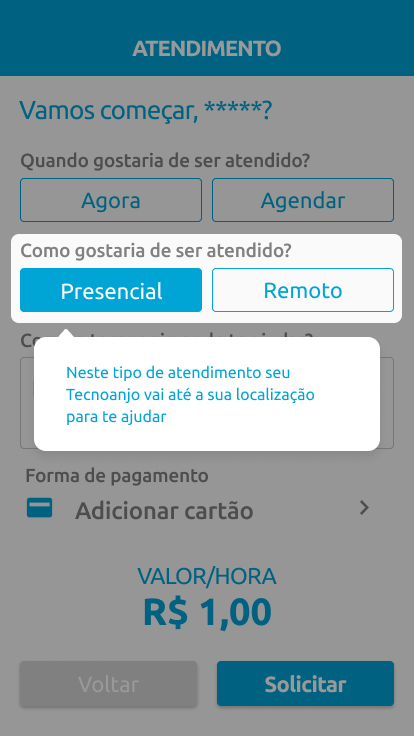 ATENDIMENTO
Vamos começar, *****?
Quando gostaria de ser atendido?
Agora
Agendar
Como gostaria de ser atendido?
Presencial
Remoto
Neste tipo de atendimento seu
Tecnoanjo vai até a sua localização
para te ajudar
Forma de pagamento
Adicionar cartão
VALOR/HORA
R$ 1,00
Voltar
Solicitar